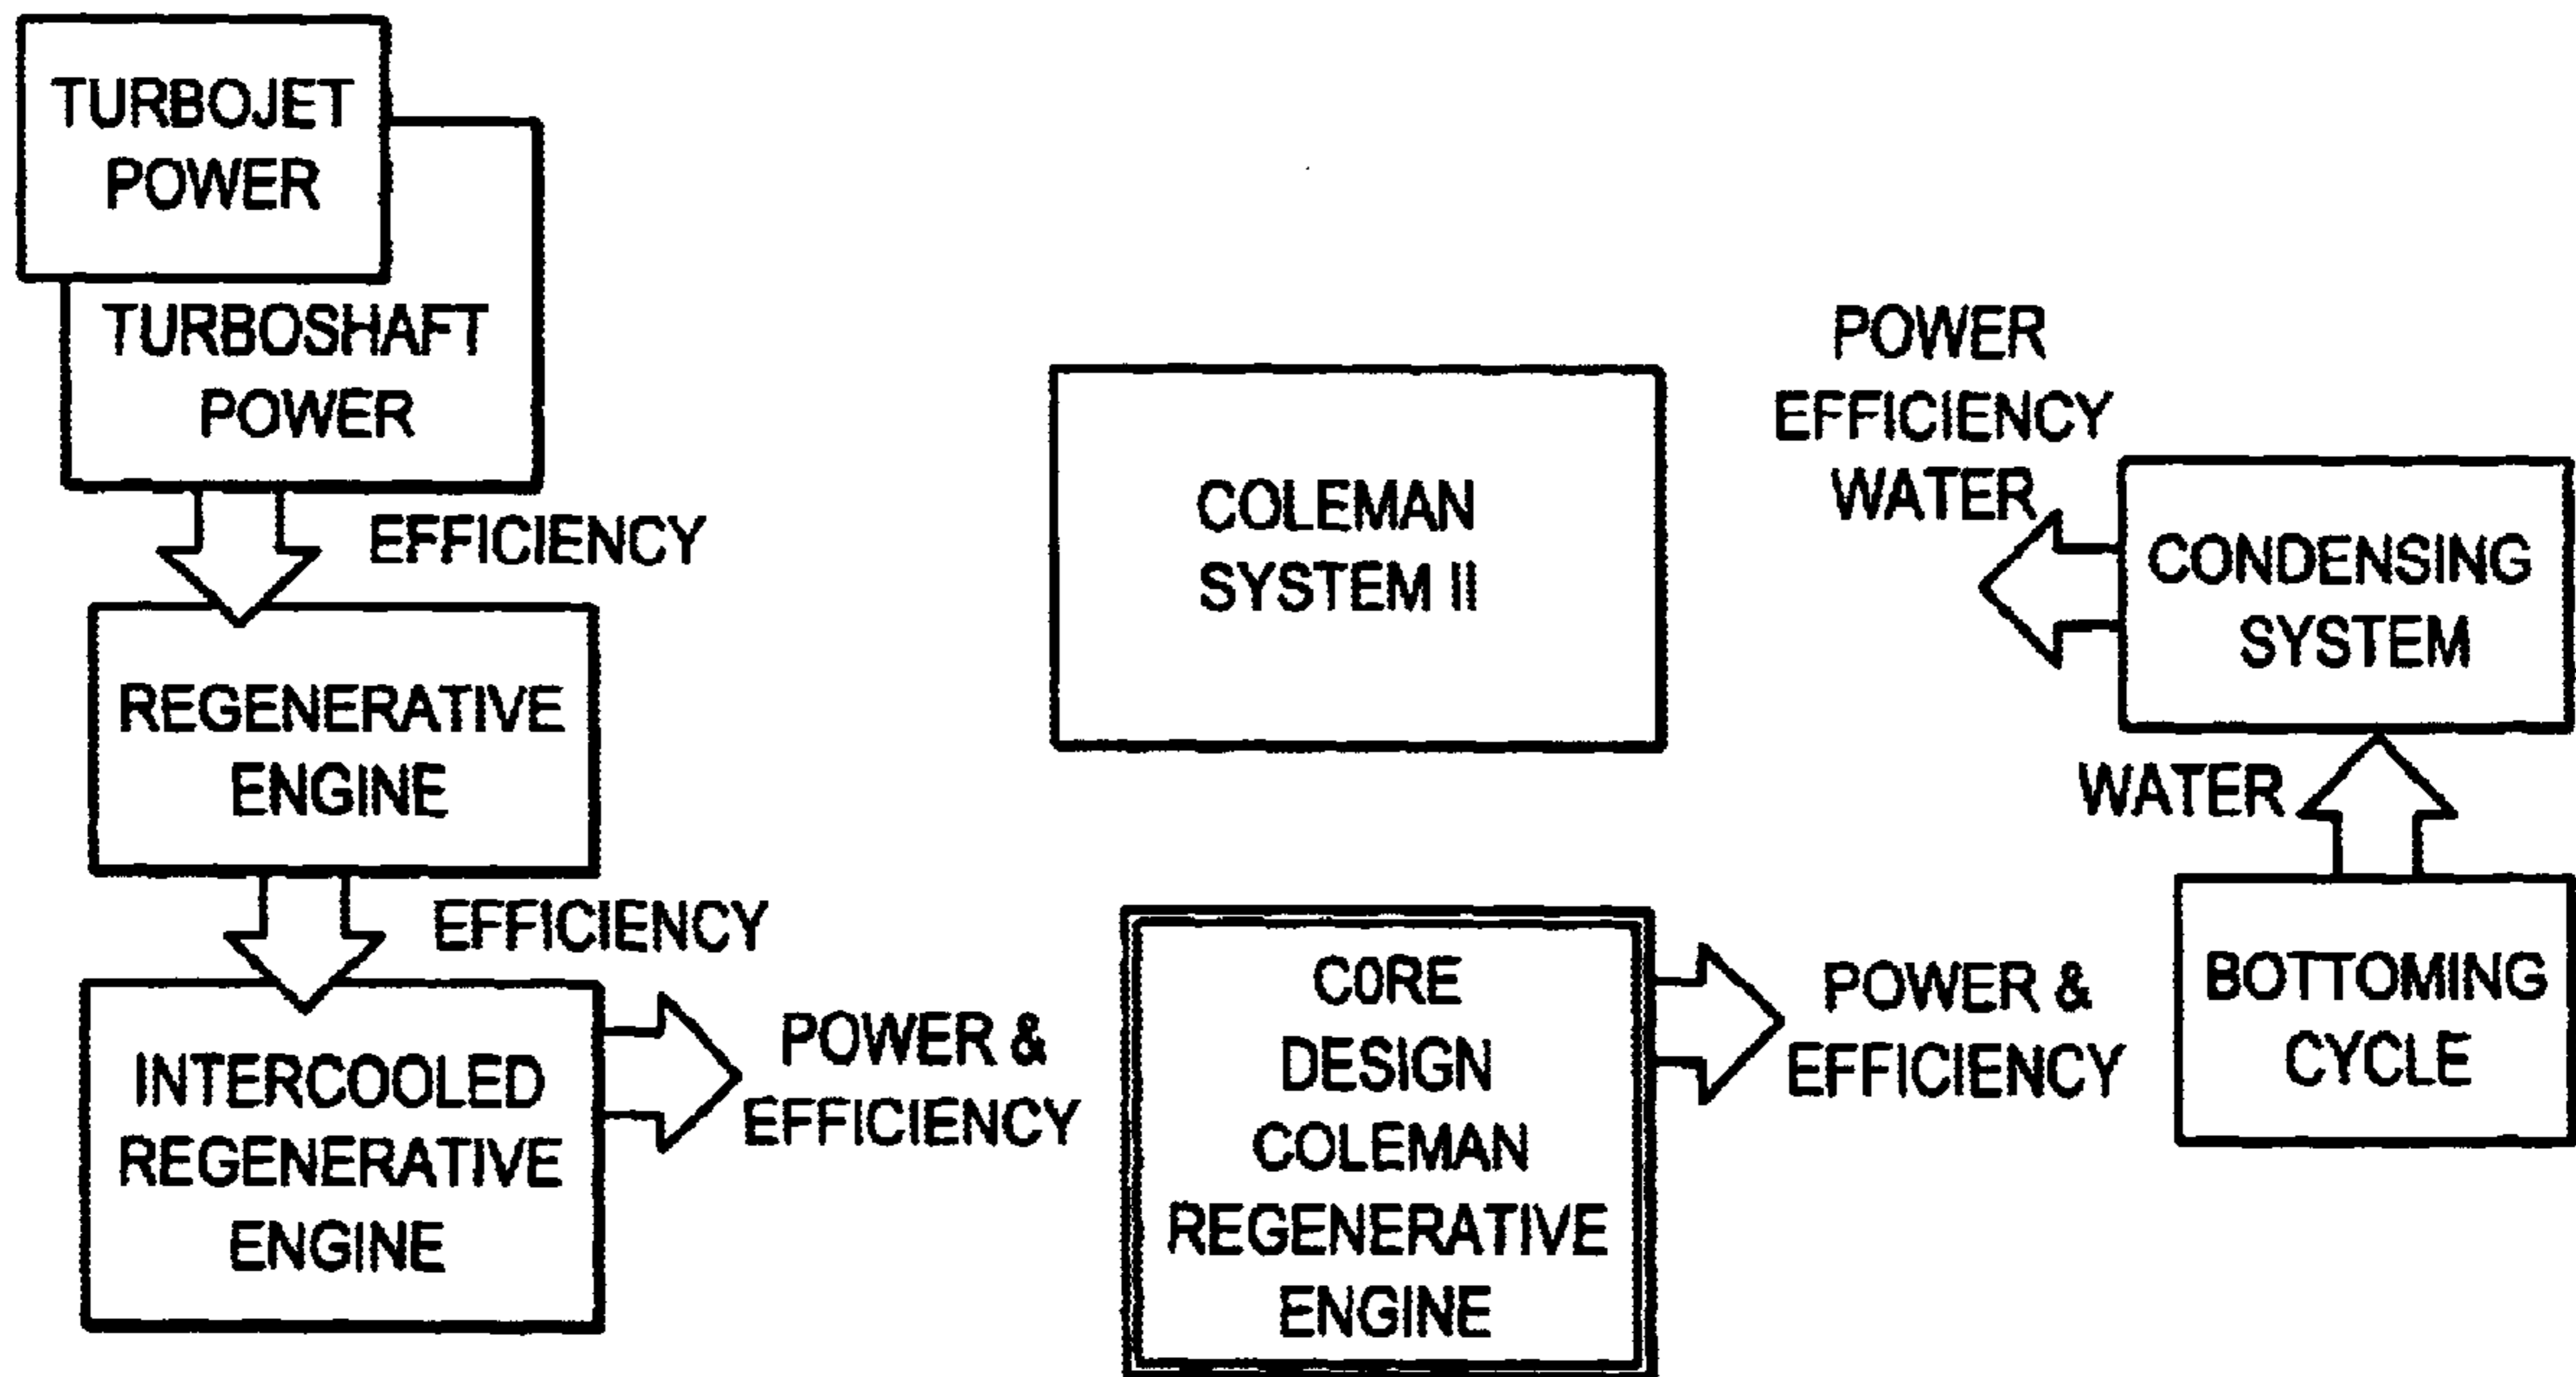 TURBOJET
POWER
TURBOSHAFT
POWER
EFFICIENCY
REGENERATIVE
ENGINE
EFFICIENCY
INTERCOOLED
REGENERATIVE
ENGINE
POWER &
EFFICIENCY
COLEMAN
SYSTEM II
C0RE
DESIGN
COLEMAN
REGENERATIVE
ENGINE
POWER &
EFFICIENCY
BOTTOMING
CYCLE
WATER
CONDENSING
SYSTEM
POWER
EFFICIENCY
WATER